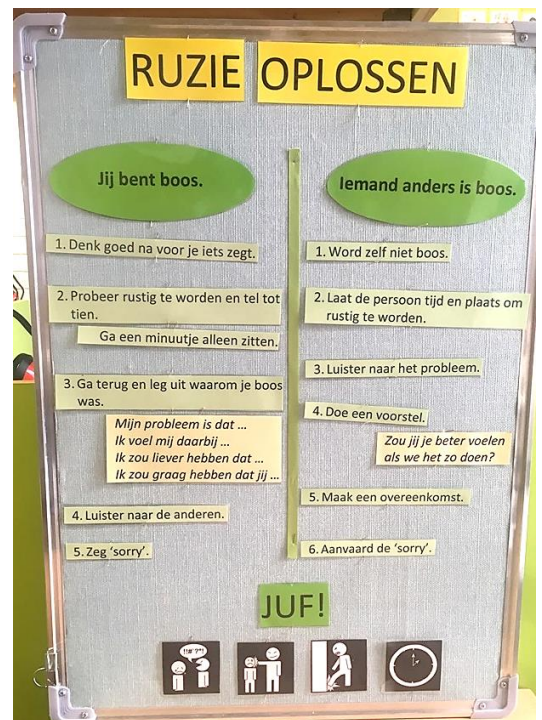 RUZIE OPLOSSEN
Jij bent boos.
1. Denk goed na voor je iets zegt.
2. Probeer rustig te worden en tel tot
tien.
Ga een minuutje alleen zitten.
3. Ga terug en leg uit waarom je boos
was.
Mijn probleem is dat ...
Ik voel mij daarbij ...
Ik zou liever hebben dat ...
Ik zou graag hebben dat jij ...
4. Luister naar de anderen.
5. Zeg ‘sorry’.
Iemand anders is boos.
1. Word zelf niet boos.
2. Laat de persoon tijd en plaats om
rustig te worden.
3. Luister naar het probleem.
4. Doe een voorstel.
Zou jij je beter voelen
als we het zo doen?
5. Maak een overeenkomst.
6. Aanvaard de ‘sorry’.
JUF!